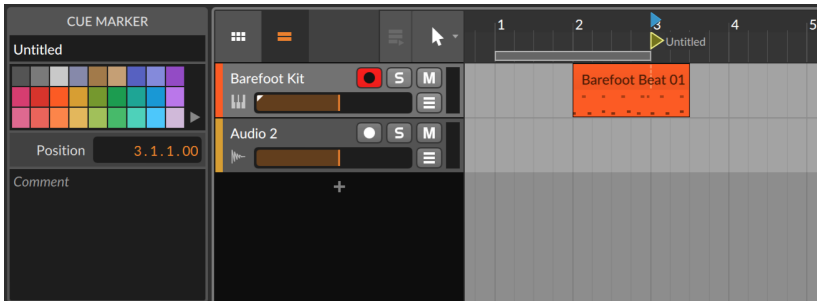 CUE MARKER
Untitled
Position 3.1.1.00
Comment
1 2 3 4 5
Untitled
Barefoot Kit S M
Barefoot Beat 01
Audio 2 S M
+